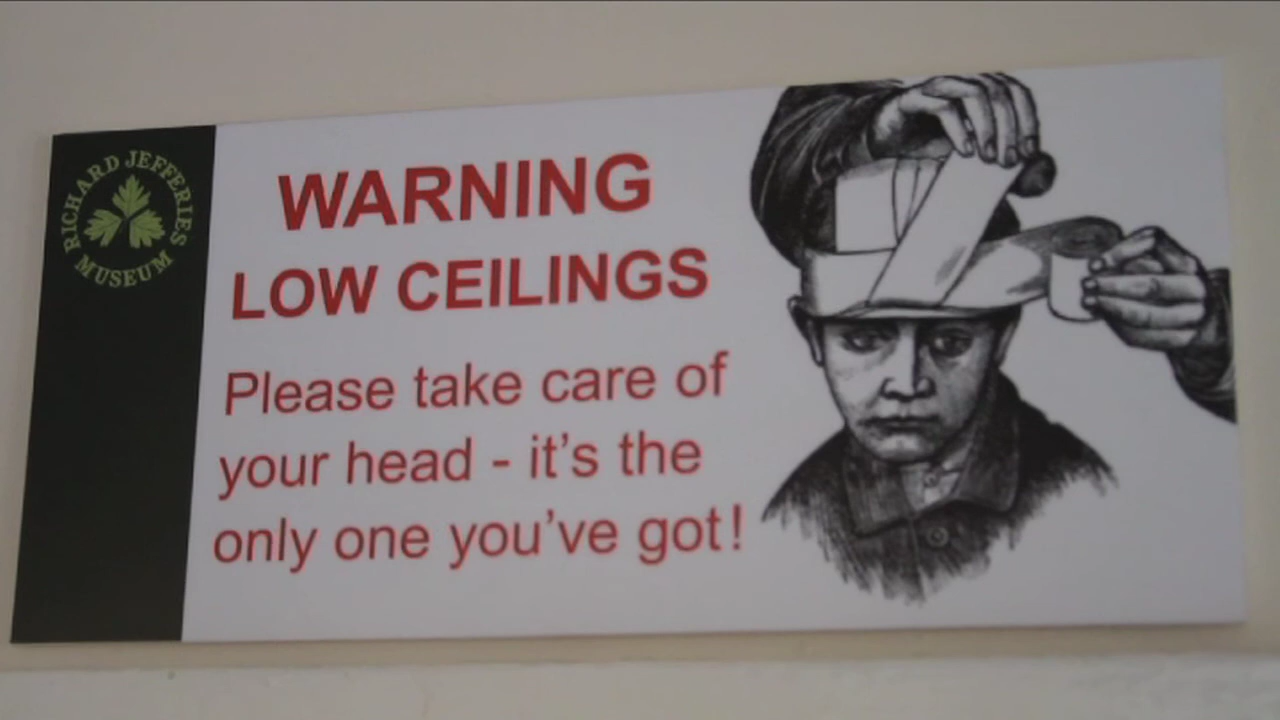 RICHARD JEFFERIES
MUSEUM
WARNING
LOW CEILINGS
Please take care of
your head - it's the
only one you've got!